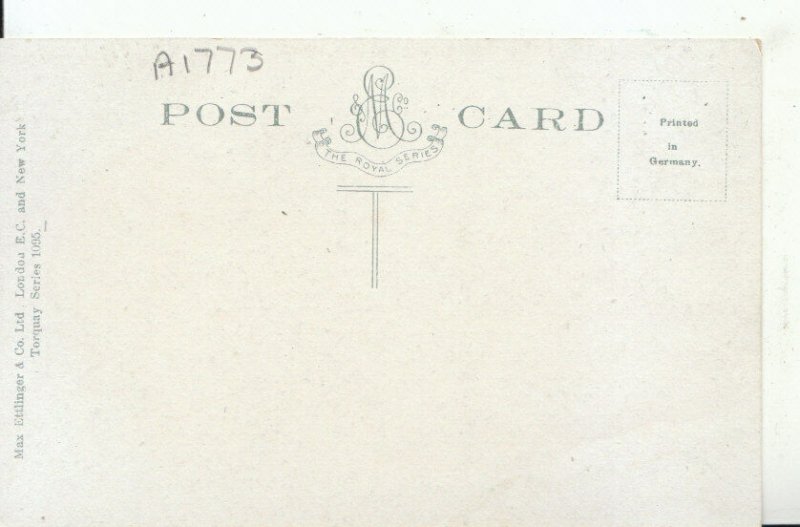 A1773
POST CARD
THE ROYAL SERIES
Printed
in
Germany.
Max Ettlinger & Co. Ltd London E.C. and New York
Torquay Series 1095.